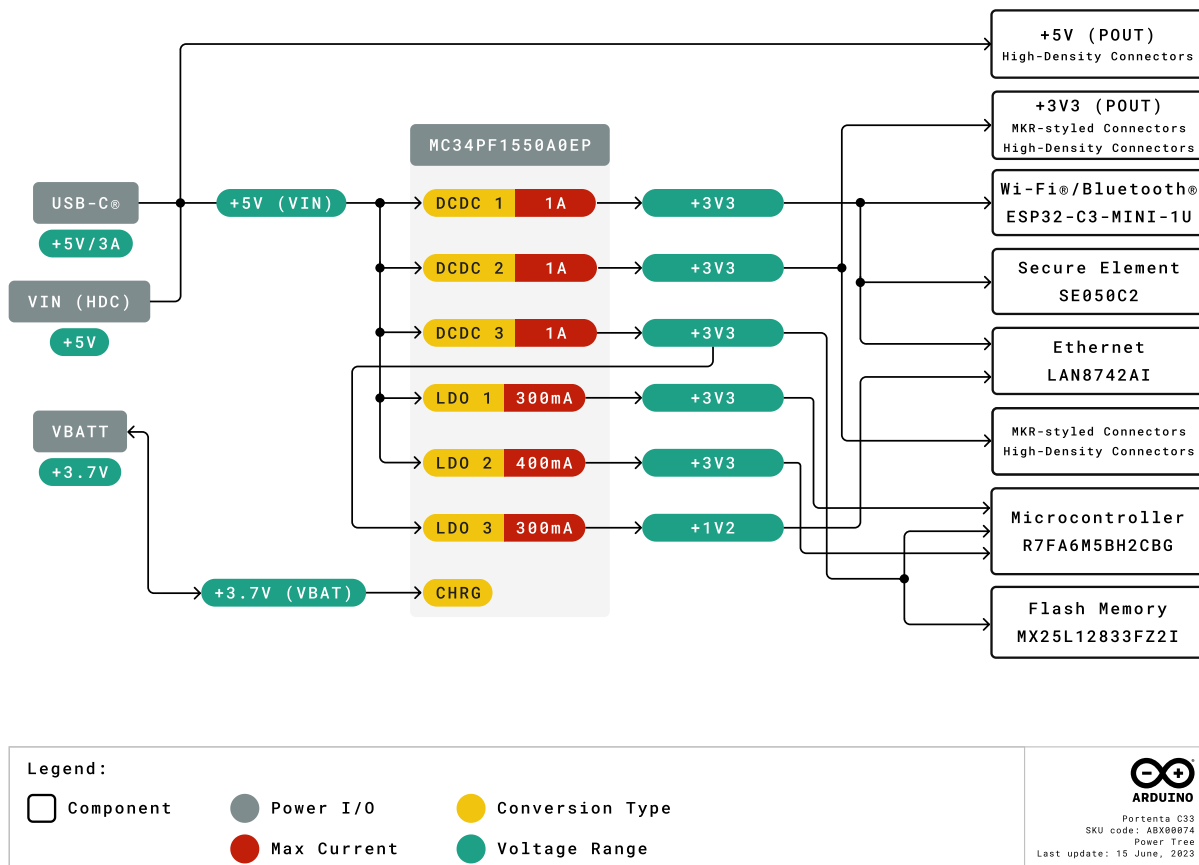 +5V (POUT)
High-Density Connectors
+3V3 (POUT)
MKR-styled Connectors
High-Density Connectors
MC34PF1550A0EP
USB-C®
+5V/3A
+5V (VIN)
DCDC 1 1A
+3V3
Wi-Fi®/Bluetooth®
ESP32-C3-MINI-1U
DCDC 2 1A
+3V3
Secure Element
SE050C2
VIN (HDC)
+5V
DCDC 3 1A
+3V3
Ethernet
LAN8742AI
LDO 1 300mA
+3V3
VBATT
+3.7V
MKR-styled Connectors
High-Density Connectors
LDO 2 400mA
+3V3
LDO 3 300mA
+1V2
Microcontroller
R7FA6M5BH2CBG
+3.7V (VBAT)
CHRG
Flash Memory
MX25L12833FZ2I
Legend:
Component
Power I/O
Conversion Type
Max Current
Voltage Range
ARDUINO
Portenta C33
SKU code: ABX00074
Power Tree
Last update: 15 June, 2023